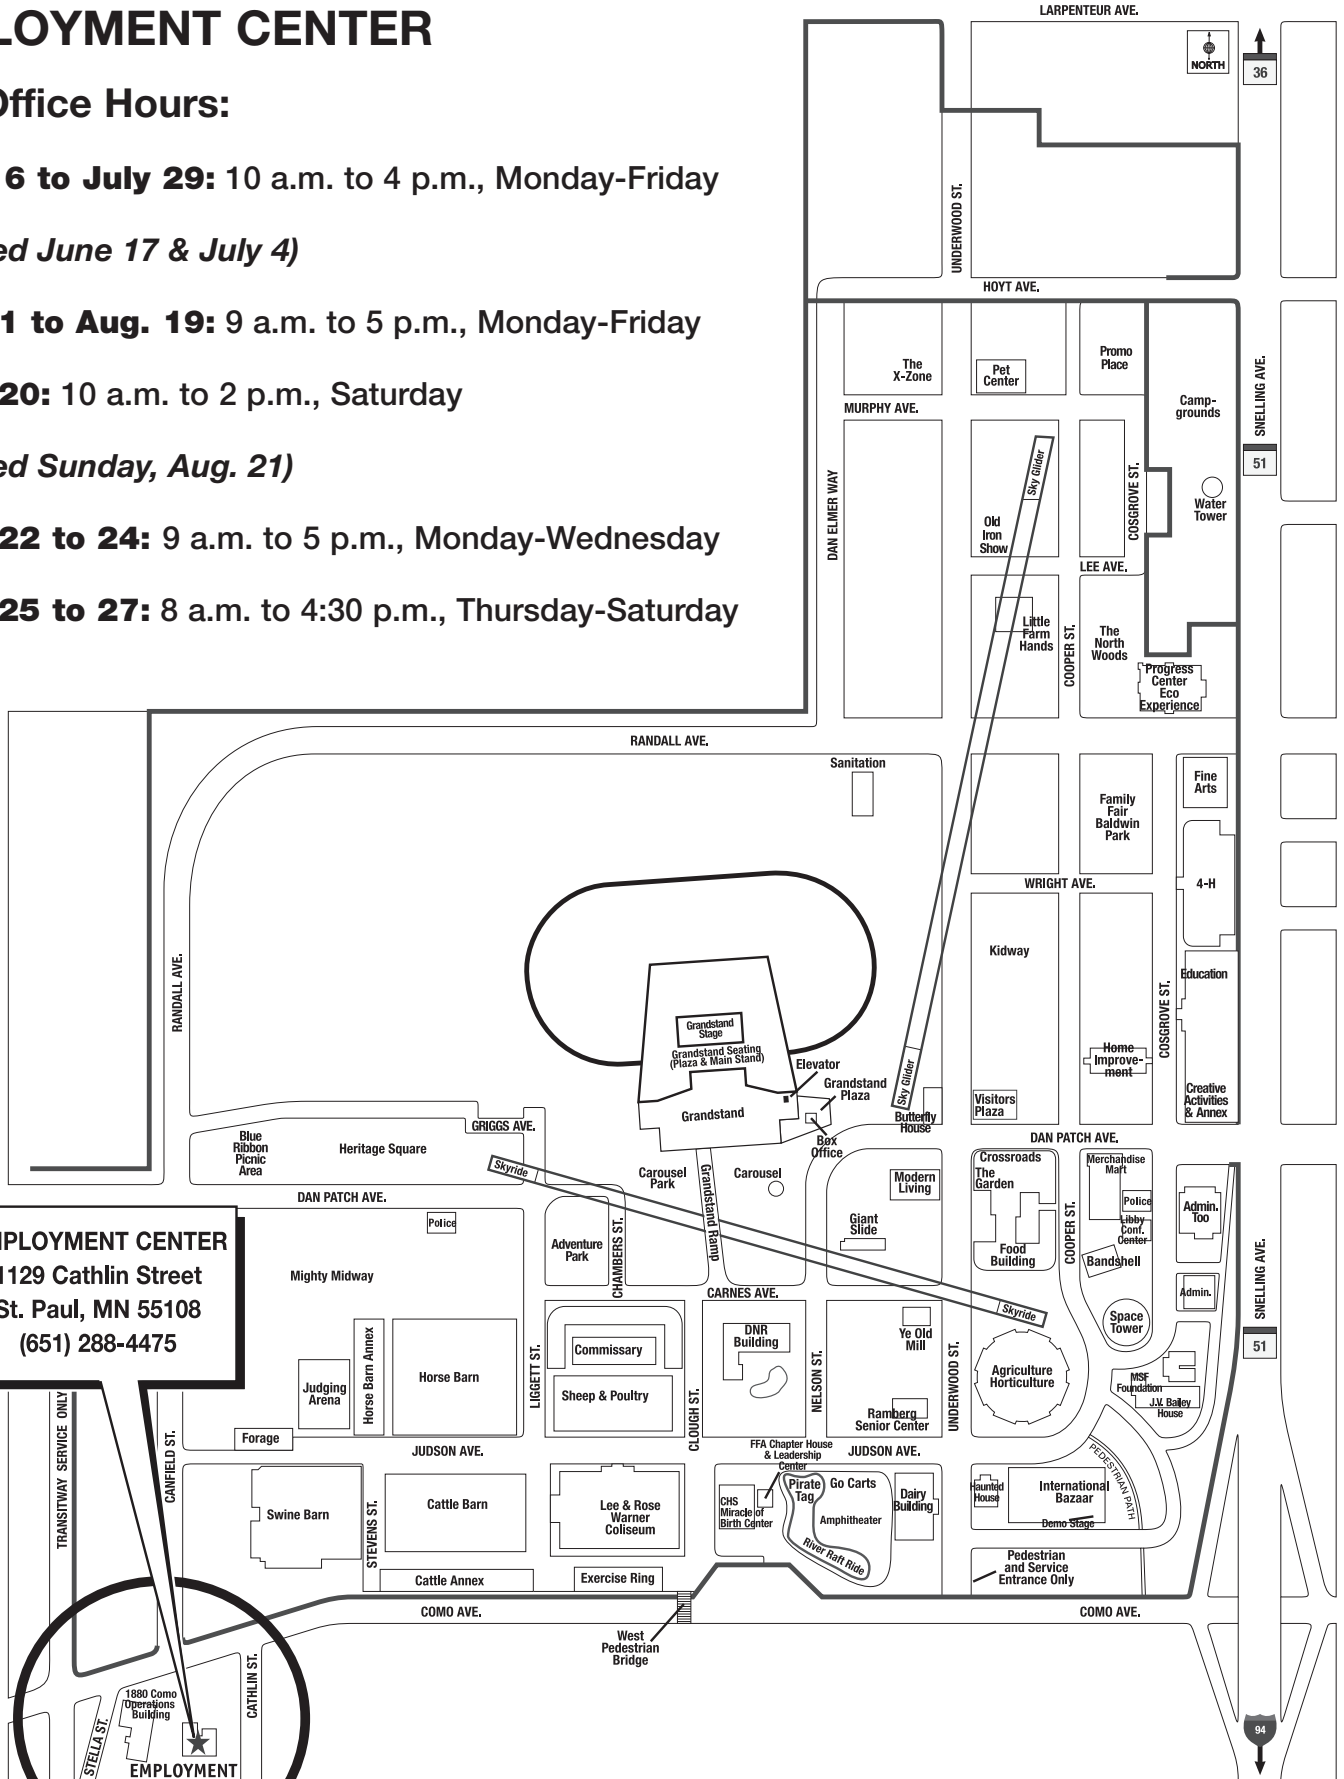 LOYMENT CENTER
Office Hours:
6 to July 29: 10 a.m. to 4 p.m., Monday-Friday
ed June 17 & July 4)
1 to Aug. 19: 9 a.m. to 5 p.m., Monday-Friday
20: 10 a.m. to 2 p.m., Saturday
ed Sunday, Aug. 21)
22 to 24: 9 a.m. to 5 p.m., Monday-Wednesday
25 to 27: 8 a.m. to 4:30 p.m., Thursday-Saturday
LARPENTEUR AVE.
NORTH
36
UNDERWOOD ST.
HOYT AVE.
The
X-Zone
Pet
Center
Promo
Place
Camp-
grounds
SNELLING AVE.
51
MURPHY AVE.
DAN ELMER WAY
Sky Glider
COSGROVE ST.
Water
Tower
Old
Iron
Show
LEE AVE.
Little
Farm
Hands
COOPER ST.
The
North
Woods
Progress
Center
Eco
Experience
RANDALL AVE.
Sanitation
Fine
Arts
Family
Fair
Baldwin
Park
WRIGHT AVE.
4-H
Kidway
Education
RANDALL AVE.
COSGROVE ST.
Grandstand
Stage
Grandstand Seating
(Plaza & Main Stand)
Elevator
Grandstand
Plaza
Grandstand
Box
Office
Sky Glider
Butterfly
House
Visitors
Plaza
Home
Improve-
ment
Creative
Activities
& Annex
GRIGGS AVE.
Blue
Ribbon
Picnic
Area
Heritage Square
Skyride
DAN PATCH AVE.
DAN PATCH AVE.
Carousel
Park
Grandstand Ramp
Carousel
Modern
Living
Crossroads
The
Garden
Merchandise
Mart
Police
Libby
Conf.
Center
Admin.
Too
Police
Adventure
Park
CHAMBERS ST.
Giant
Slide
Food
Building
COOPER ST.
Bandshell
SNELLING AVE.
Mighty Midway
CARNES AVE.
Skyride
Admin.
Space
Tower
51
MPLOYMENT CENTER
1129 Cathlin Street
St. Paul, MN 55108
(651) 288-4475
Judging
Arena
Horse Barn Annex
Horse Barn
LIGGETT ST.
Commissary
Sheep & Poultry
CLOUGH ST.
DNR
Building
NELSON ST.
Ye Old
Mill
UNDERWOOD ST.
Agriculture
Horticulture
MSF
Foundation
J.V. Bailey
House
Ramberg
Senior Center
TRANSITWAY SERVICE ONLY
CANFIELD ST.
Forage
JUDSON AVE.
JUDSON AVE.
FFA Chapter House
& Leadership
Center
PEDESTRIAN PATH
Swine Barn
STEVENS ST.
Cattle Barn
Lee & Rose
Warner
Coliseum
CHS
Miracle of
Birth Center
Pirate
Tag
Go Carts
Amphitheater
River Raft Ride
Dairy
Building
Haunted
House
International
Bazaar
Demo Stage
Cattle Annex
Exercise Ring
Pedestrian
and Service
Entrance Only
COMO AVE.
COMO AVE.
West
Pedestrian
Bridge
CATHLIN ST.
1880 Como
Operations
Building
STELLA ST.
EMPLOYMENT
94